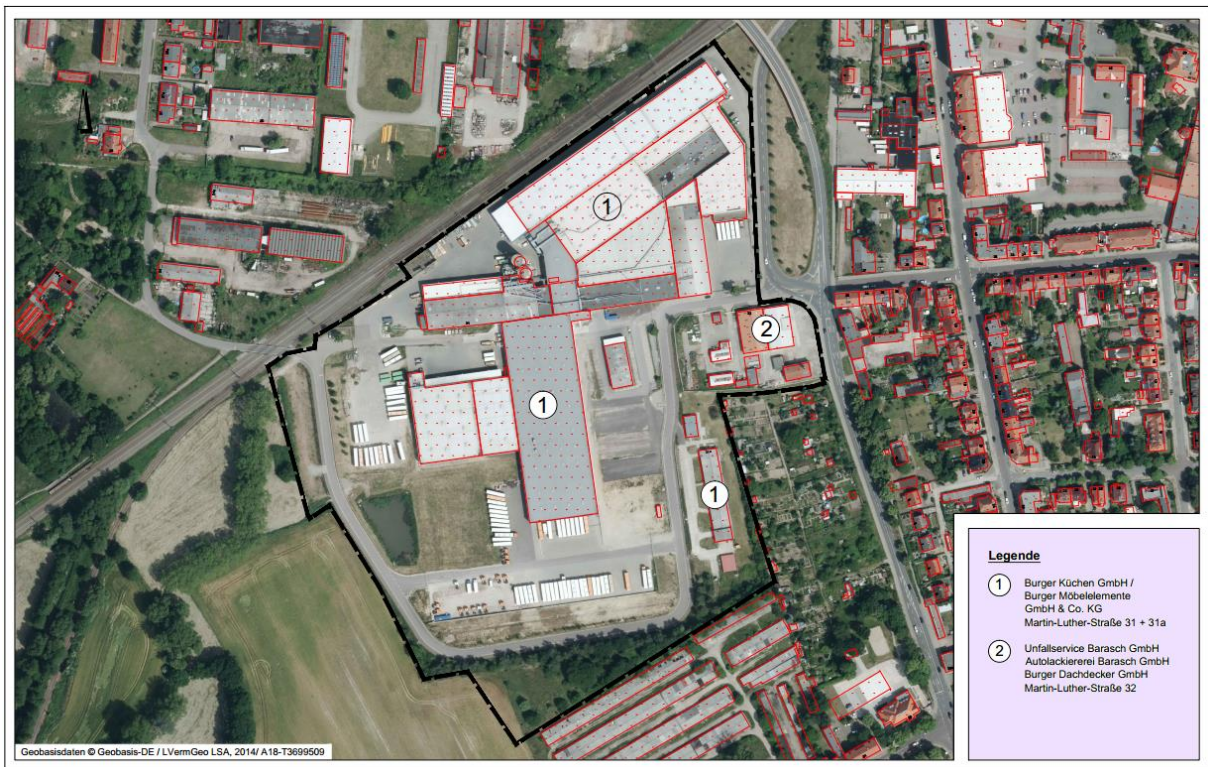 1
2
1
1
Legende
1
Burger Küchen GmbH /
Burger Möbelelemente
GmbH & Co. KG
Martin-Luther-Straße 31 + 31a
2
Unfallservice Barasch GmbH
Autolackiererei Barasch GmbH
Burger Dachdecker GmbH
Martin-Luther-Straße 32
Geobasisdaten © Geobasis-DE / LVermGeo LSA, 2014/ A18-T3699509